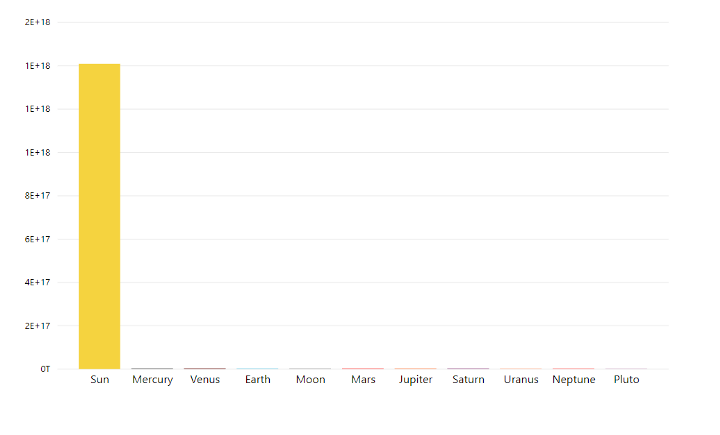 2E+18
1E+18
1E+18
1E+18
8E+17
6E+17
4E+17
2E+17
0T
Sun Mercury Venus Earth Moon Mars Jupiter Saturn Uranus Neptune Pluto